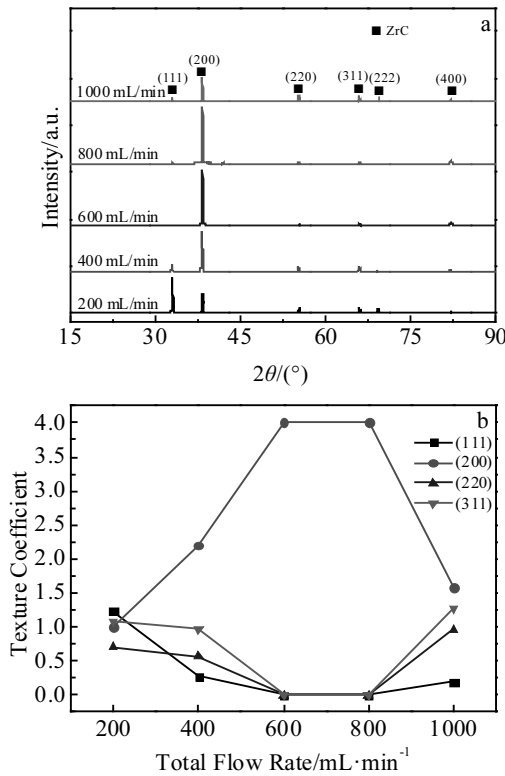 a
■ ZrC
(200)
(111) (220) (311) (222) (400)
1000 mL/min
800 mL/min
600 mL/min
400 mL/min
200 mL/min
Intensity/a.u.
15 30 45 60 75 90
2θ/(°)
b
4.0
3.5
3.0
2.5
2.0
1.5
1.0
0.5
0.0
(111)
(200)
(220)
(311)
Texture Coefficient
200 400 600 800 1000
Total Flow Rate/mL·min⁻¹